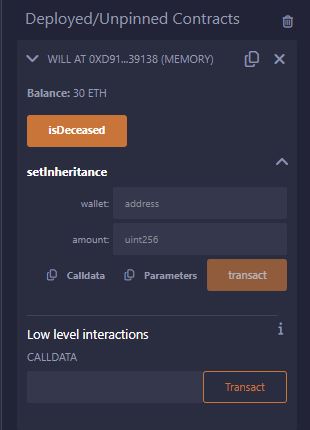 Deployed/Unpinned Contracts
WILL AT 0XD91...39138 (MEMORY)
Balance: 30 ETH
isDeceased
setInheritance
wallet: address
amount: uint256
Calldata Parameters transact
Low level interactions i
CALLDATA
Transact